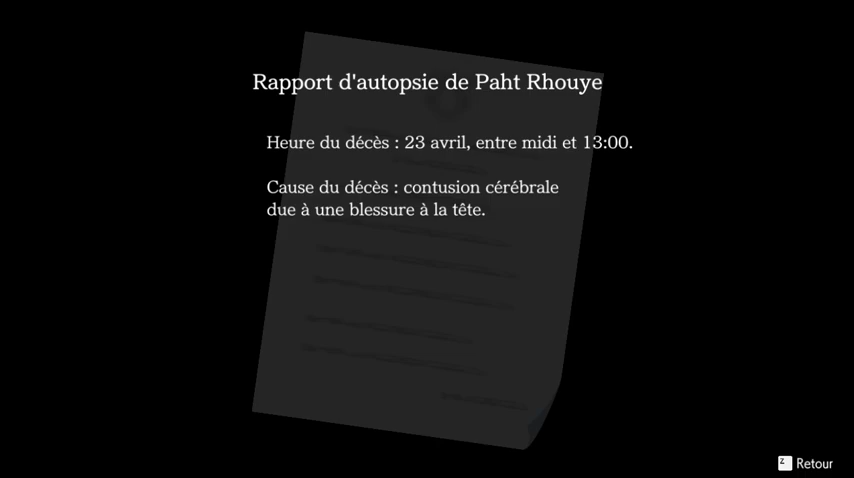 Rapport d'autopsie de Paht Rhouye
Heure du décès : 23 avril, entre midi et 13:00.
Cause du décès : contusion cérébrale
due à une blessure à la tête.
Z Retour